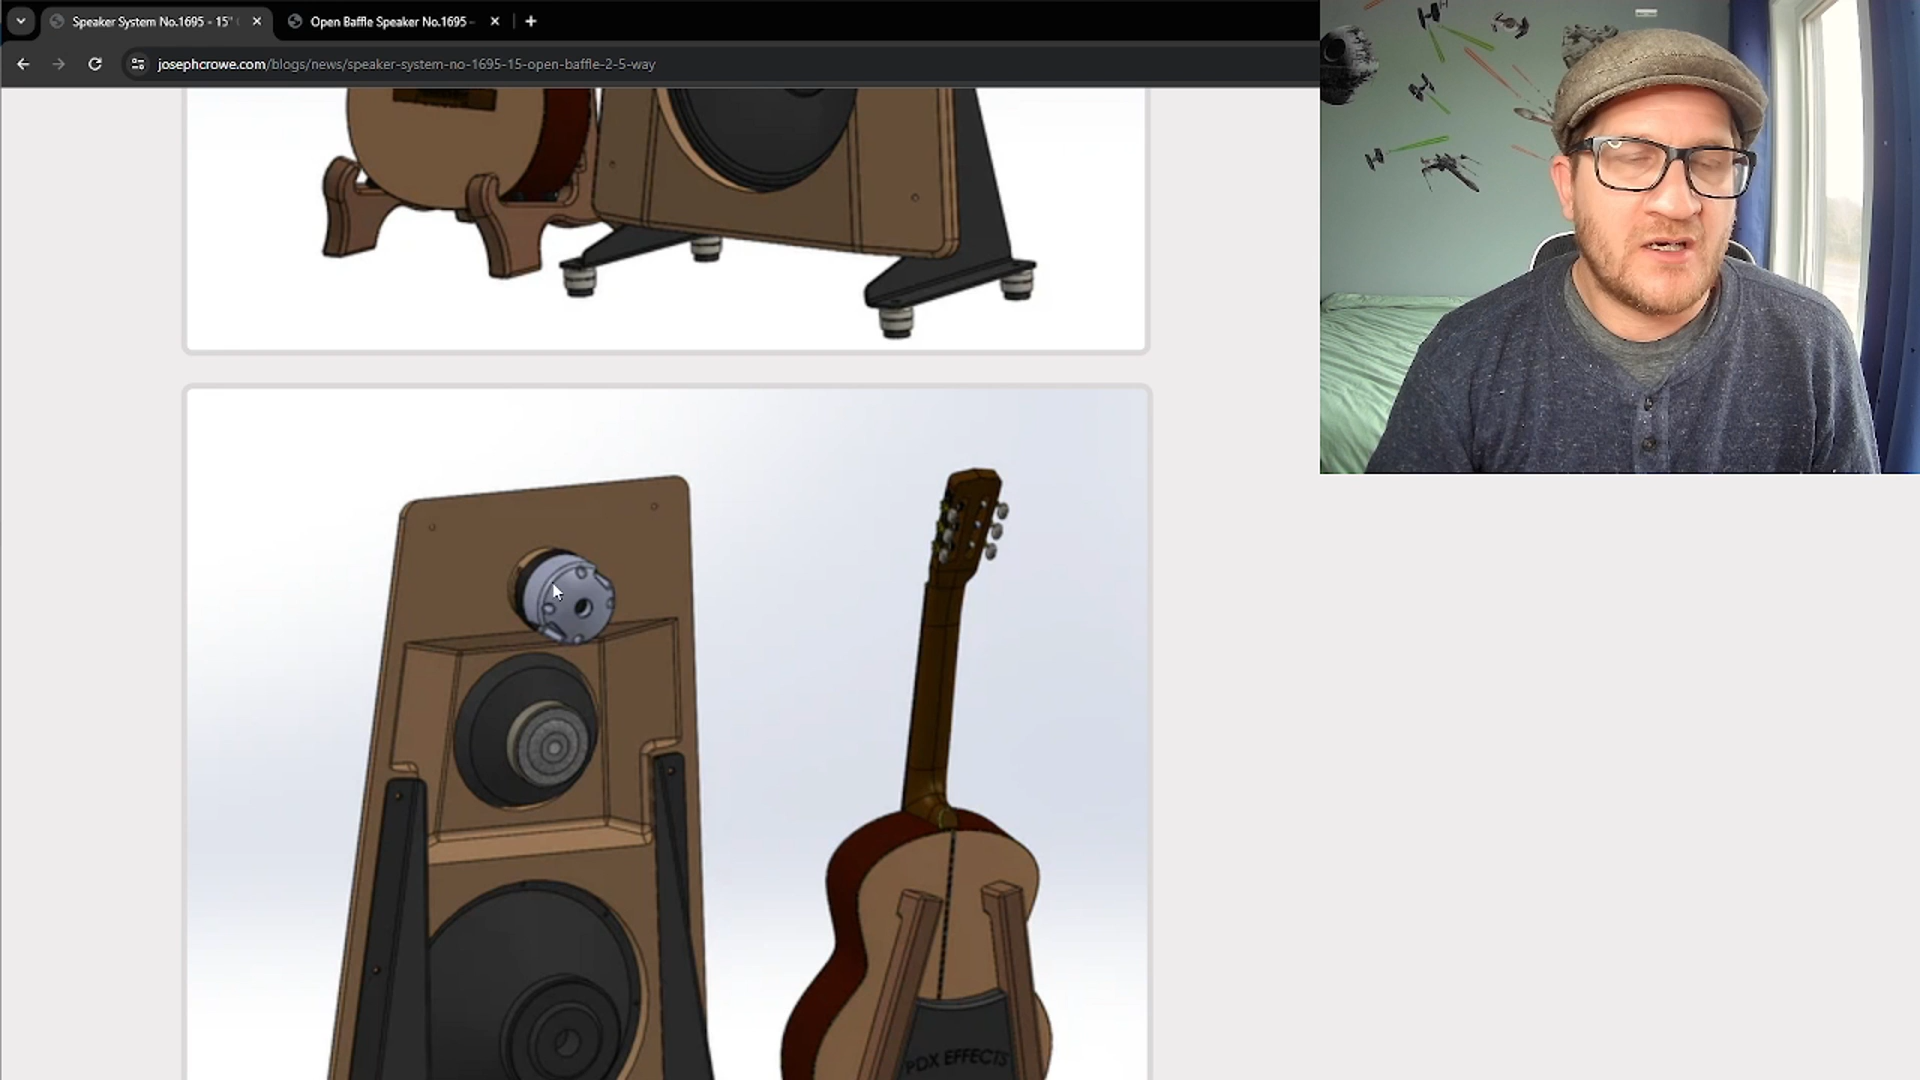 Speaker System No.1695 - 15"
Open Baffle Speaker No.1695 -
josephcrowe.com/blogs/news/speaker-system-no-1695-15-open-baffle-2-5-way
PDX EFFECTS